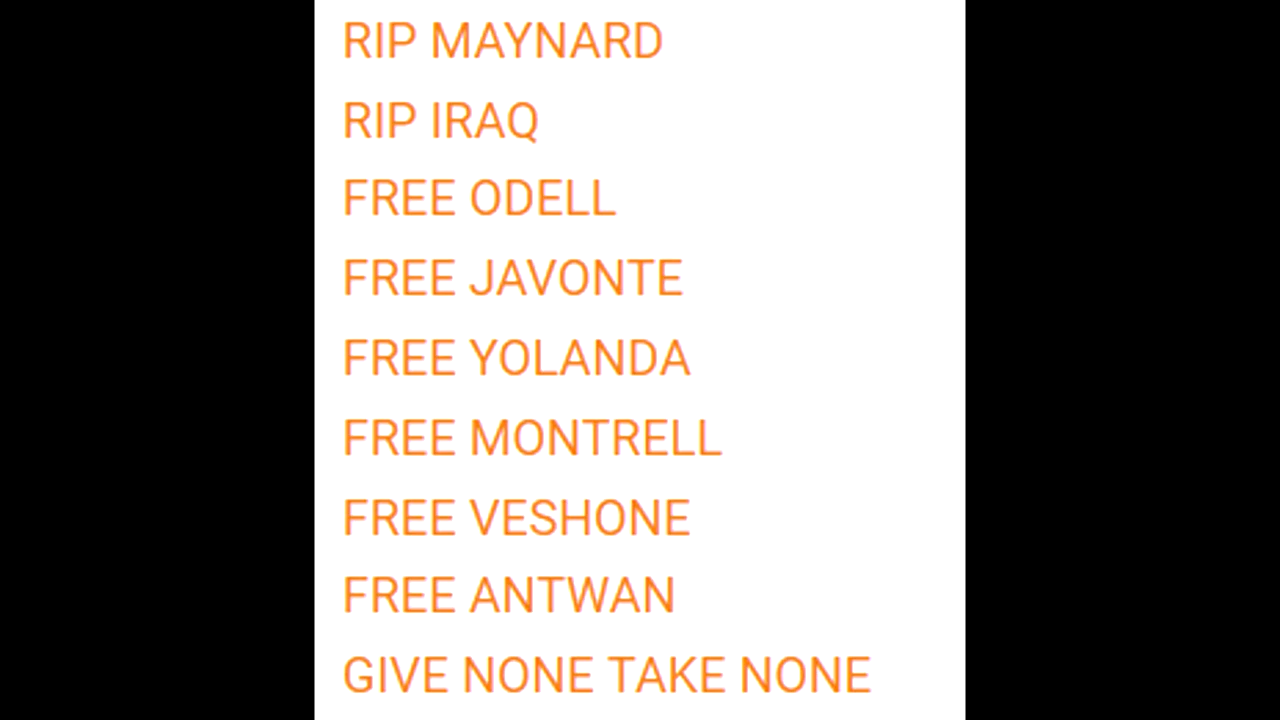 RIP MAYNARD
RIP IRAQ
FREE ODELL
FREE JAVONTE
FREE YOLANDA
FREE MONTRELL
FREE VESHONE
FREE ANTWAN
GIVE NONE TAKE NONE